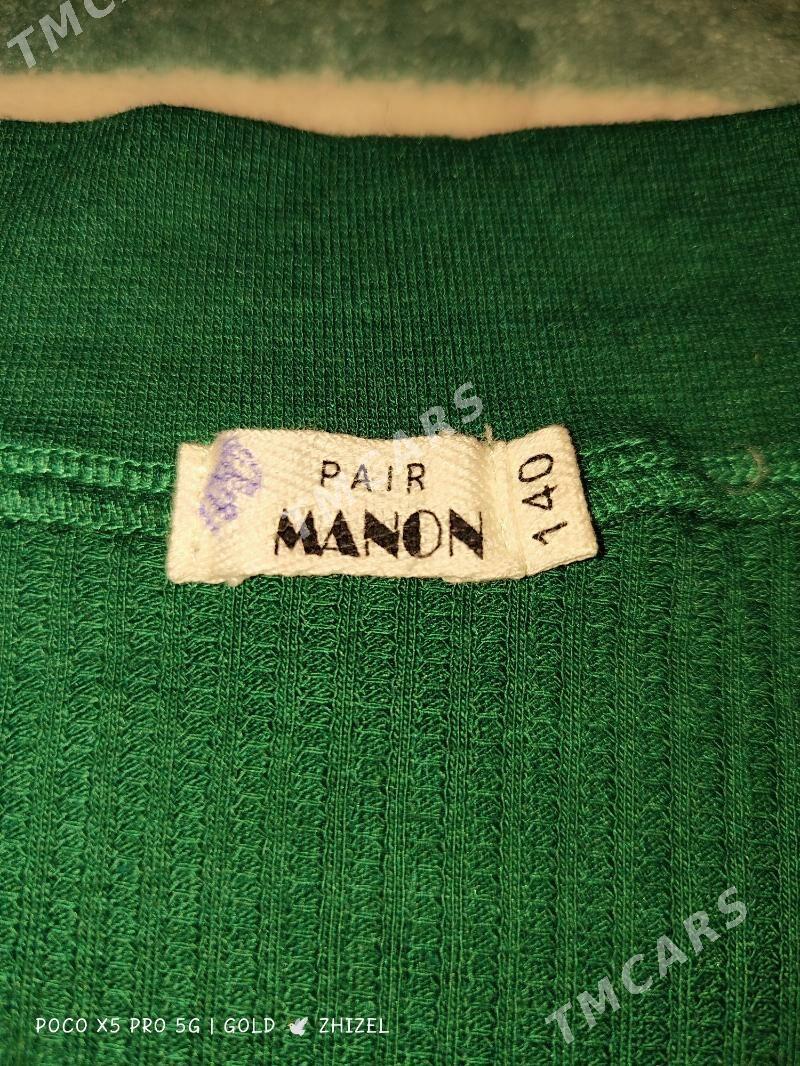 TMCARS
PAIR
MANON
140
TMCARS
TMCARS
POCO X5 PRO 5G | GOLD 🕊 ZHIZEL